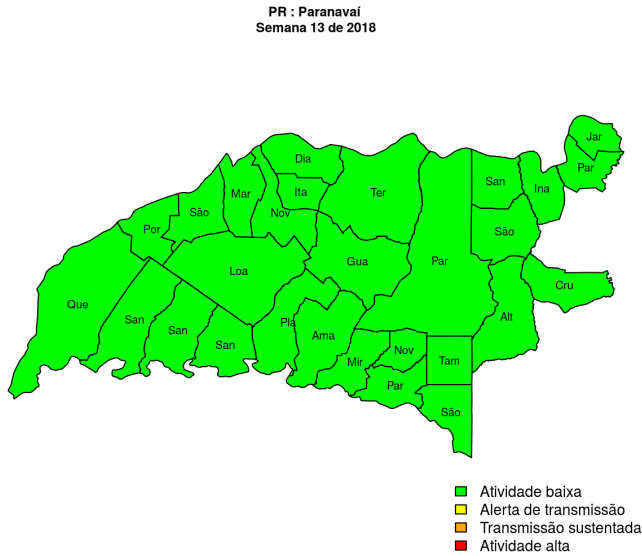 PR : Paranavaí
Semana 13 de 2018
Jar
Dia
Par
Ita
San
Mar
Ter
Ina
São
Nov
Por
São
Par
Gua
Loa
Cru
Que
Alt
San
Pla
San
Ama
San
Nov
Mir
Tam
Par
São
Atividade baixa
Alerta de transmissão
Transmissão sustentada
Atividade alta